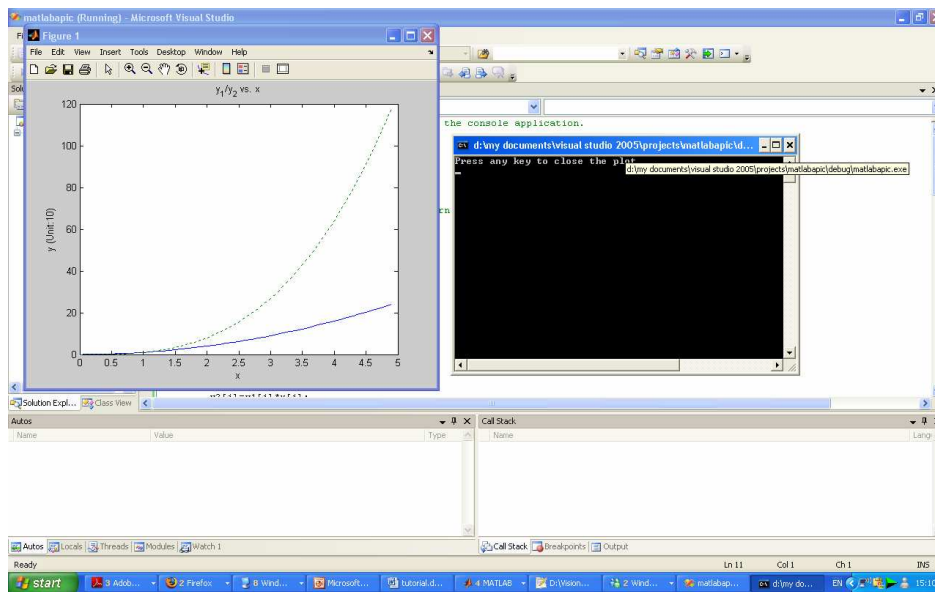 matlabapic (Running) - Microsoft Visual Studio
Figure 1
File Edit View Insert Tools Desktop Window Help
y1/y2 vs. x
120
100
80
60
40
20
0
y (Unit:10)
0 0.5 1 1.5 2 2.5 3 3.5 4 4.5 5
x
the console application.
d:\my documents\visual studio 2005\projects\matlabapic\d...
Press any key to close the plot
d:\my documents\visual studio 2005\projects\matlabapic\debug\matlabapic.exe
y2[i]=y1[i]*x[i];
Solution Expl... Class View
Autos
Name Value Type
Call Stack
Name Lang
Autos Locals Threads Modules Watch 1
Call Stack Breakpoints Output
Ready Ln 11 Col 1 Ch 1 INS
start 3 Adob... 2 Firefox 8 Wind... Microsoft... tutorial.d... 4 MATLAB D:\Vision... 2 Wind... matlabap... d:\my do... EN 15:10